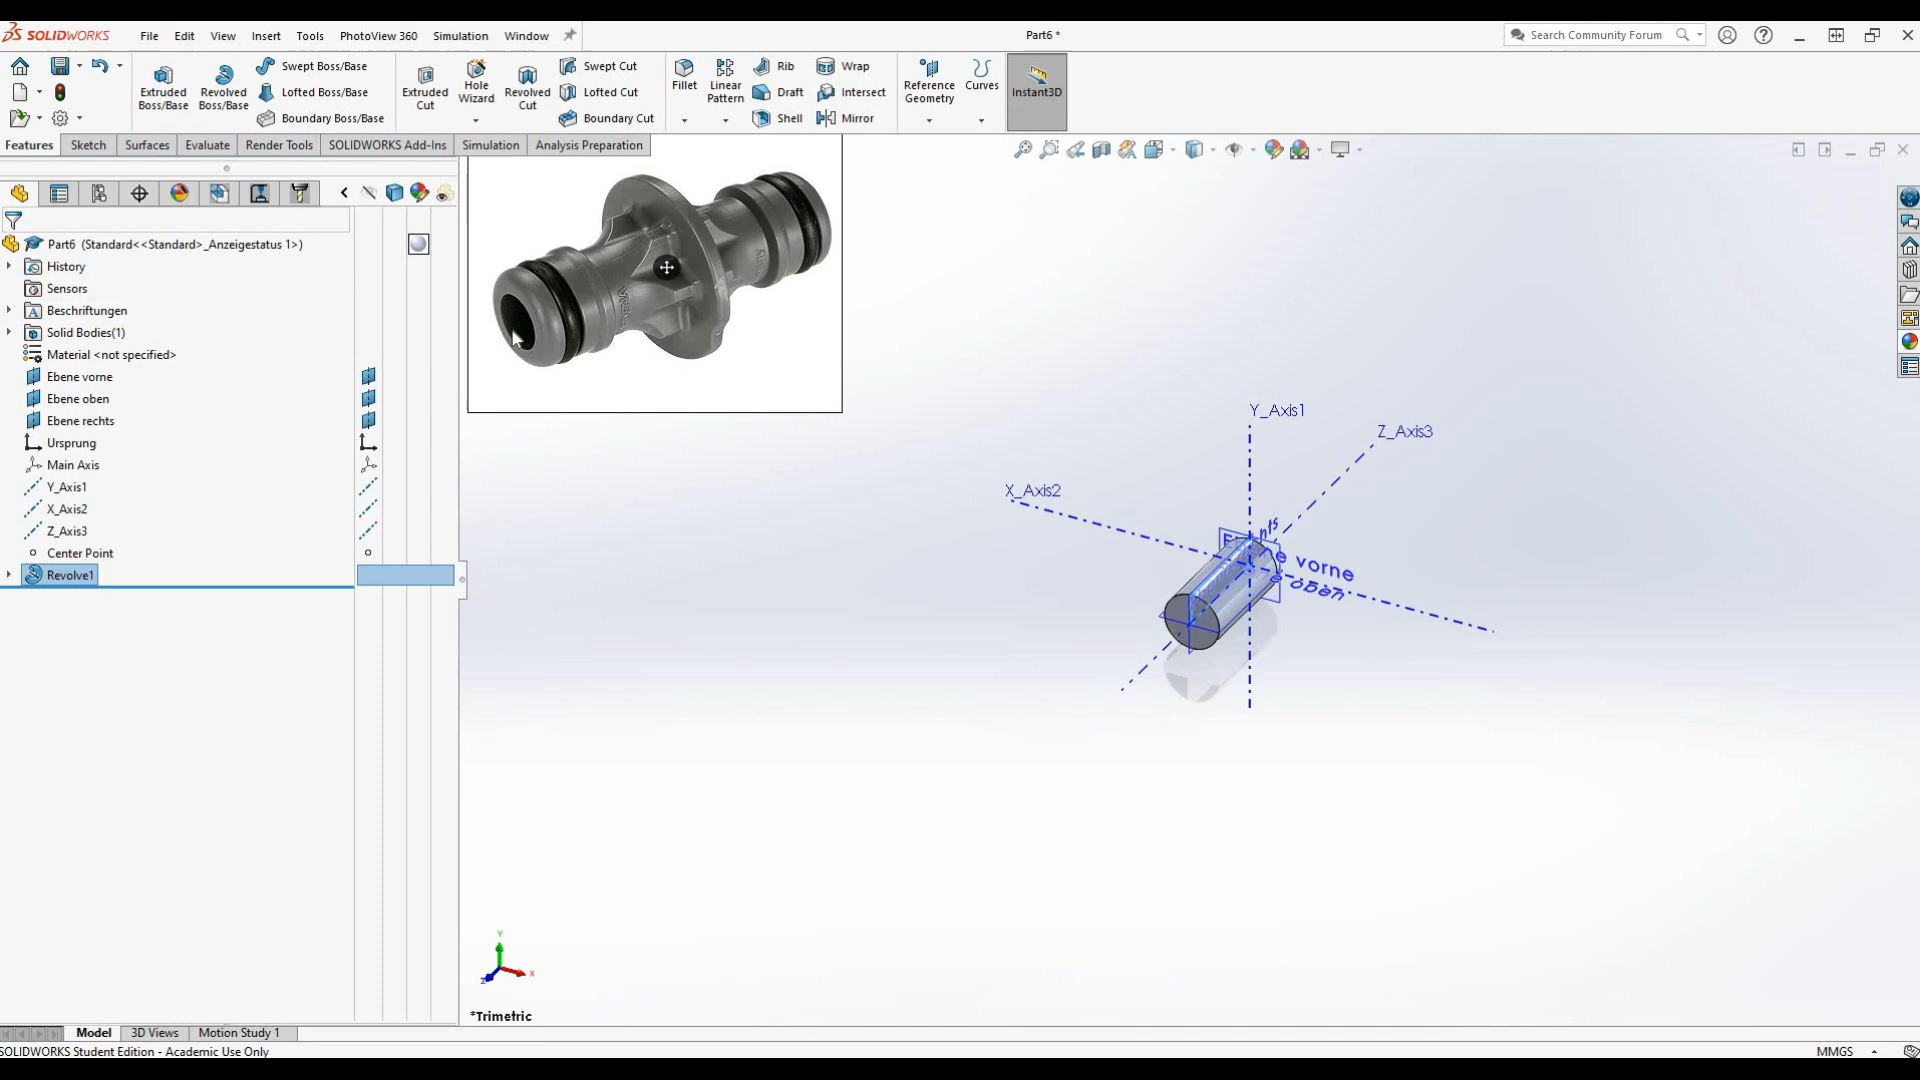 SOLIDWORKS
File Edit View Insert Tools PhotoView 360 Simulation Window
Part6 *
Search Community Forum
Extruded Boss/Base
Revolved Boss/Base
Swept Boss/Base
Lofted Boss/Base
Boundary Boss/Base
Extruded Cut
Hole Wizard
Revolved Cut
Swept Cut
Lofted Cut
Boundary Cut
Fillet
Linear Pattern
Rib
Draft
Shell
Wrap
Intersect
Mirror
Reference Geometry
Curves
Instant3D
Features Sketch Surfaces Evaluate Render Tools SOLIDWORKS Add-Ins Simulation Analysis Preparation
Part6 (Standard<<Standard>_Anzeigestatus 1>)
History
Sensors
Beschriftungen
Solid Bodies(1)
Material <not specified>
Ebene vorne
Ebene oben
Ebene rechts
Ursprung
Main Axis
Y_Axis1
X_Axis2
Z_Axis3
Center Point
Revolve1
Y_Axis1
Z_Axis3
X_Axis2
vorne
oben
Y
X
Z
*Trimetric
Model 3D Views Motion Study 1
SOLIDWORKS Student Edition - Academic Use Only
MMGS